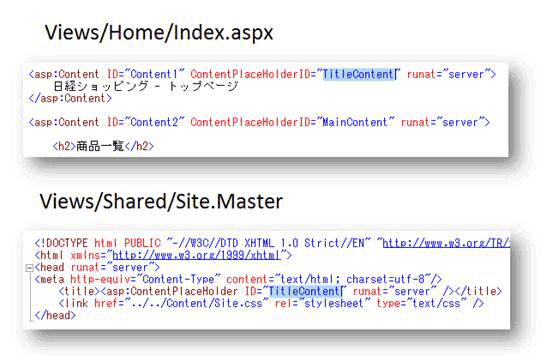 Views/Home/Index.aspx
<asp:Content ID="Content1" ContentPlaceHolderID="TitleContent" runat="server">
日経ショッピング - トップページ
</asp:Content>
<asp:Content ID="Content2" ContentPlaceHolderID="MainContent" runat="server">
<h2>商品一覧</h2>
Views/Shared/Site.Master
<!DOCTYPE html PUBLIC "-//W3C//DTD XHTML 1.0 Strict//EN" "http://www.w3.org/TR/
<html xmlns="http://www.w3.org/1999/xhtml">
<head runat="server">
<meta http-equiv="Content-Type" content="text/html; charset=utf-8"/>
<title><asp:ContentPlaceHolder ID="TitleContent" runat="server" /></title>
<link href="../../Content/Site.css" rel="stylesheet" type="text/css" />
</head>